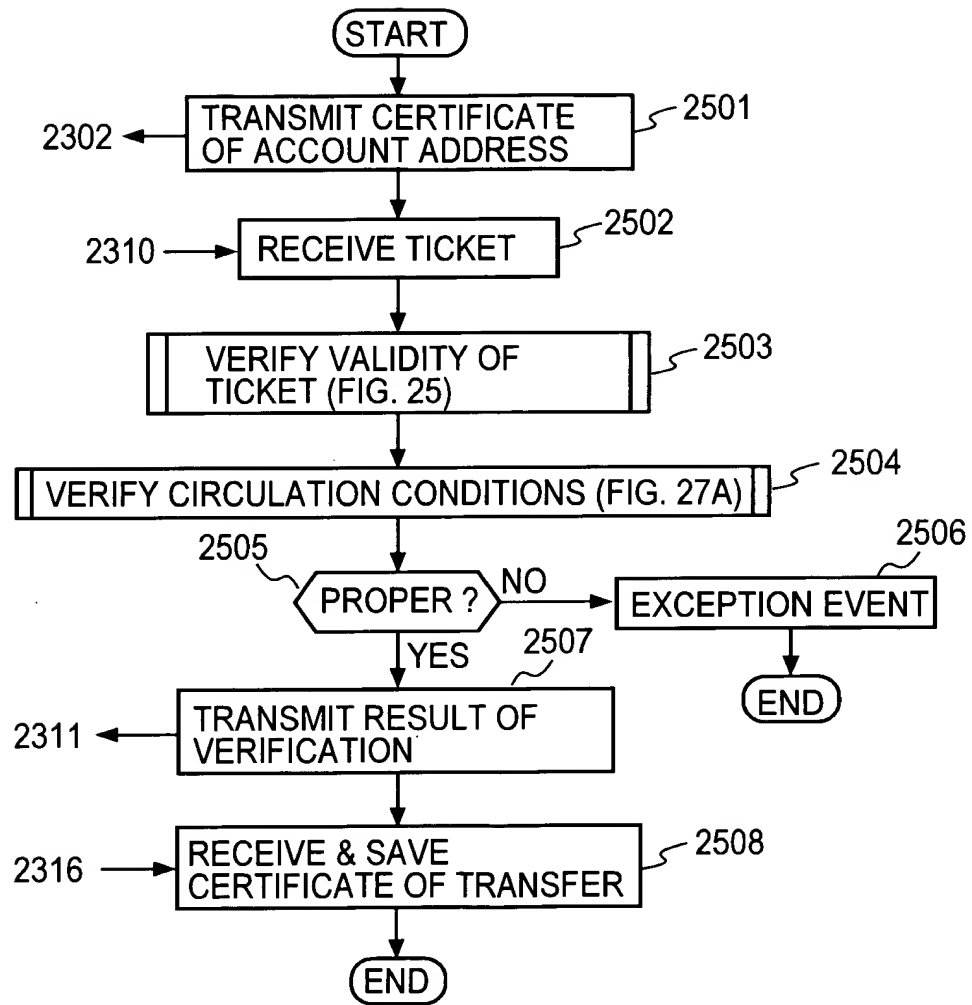 START
TRANSMIT CERTIFICATE
OF ACCOUNT ADDRESS
2501
2302
2310
RECEIVE TICKET
2502
VERIFY VALIDITY OF
TICKET (FIG. 25)
2503
VERIFY CIRCULATION CONDITIONS (FIG. 27A)
2504
2505
PROPER ?
NO
2506
EXCEPTION EVENT
END
YES
2507
TRANSMIT RESULT OF
VERIFICATION
2311
2316
RECEIVE & SAVE
CERTIFICATE OF TRANSFER
2508
END